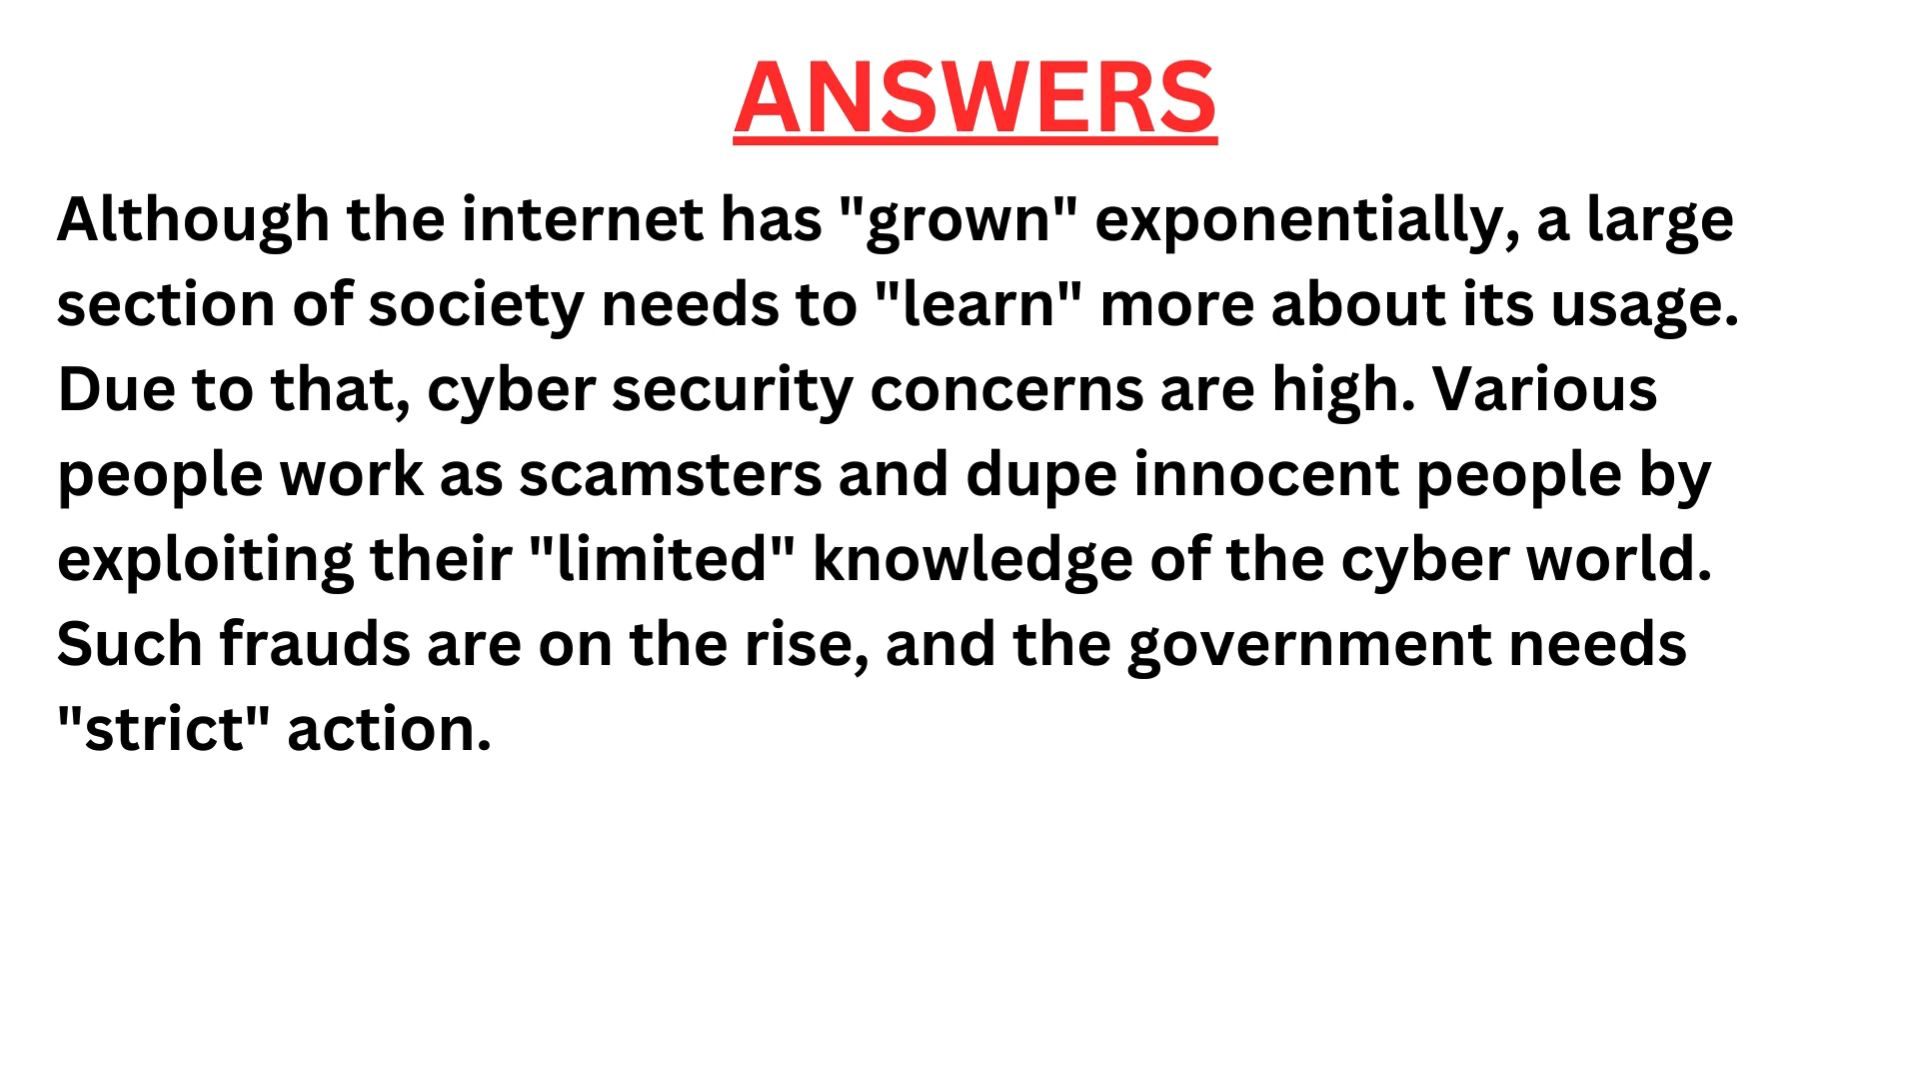 ANSWERS
Although the internet has "grown" exponentially, a large
section of society needs to "learn" more about its usage.
Due to that, cyber security concerns are high. Various
people work as scamsters and dupe innocent people by
exploiting their "limited" knowledge of the cyber world.
Such frauds are on the rise, and the government needs
"strict" action.